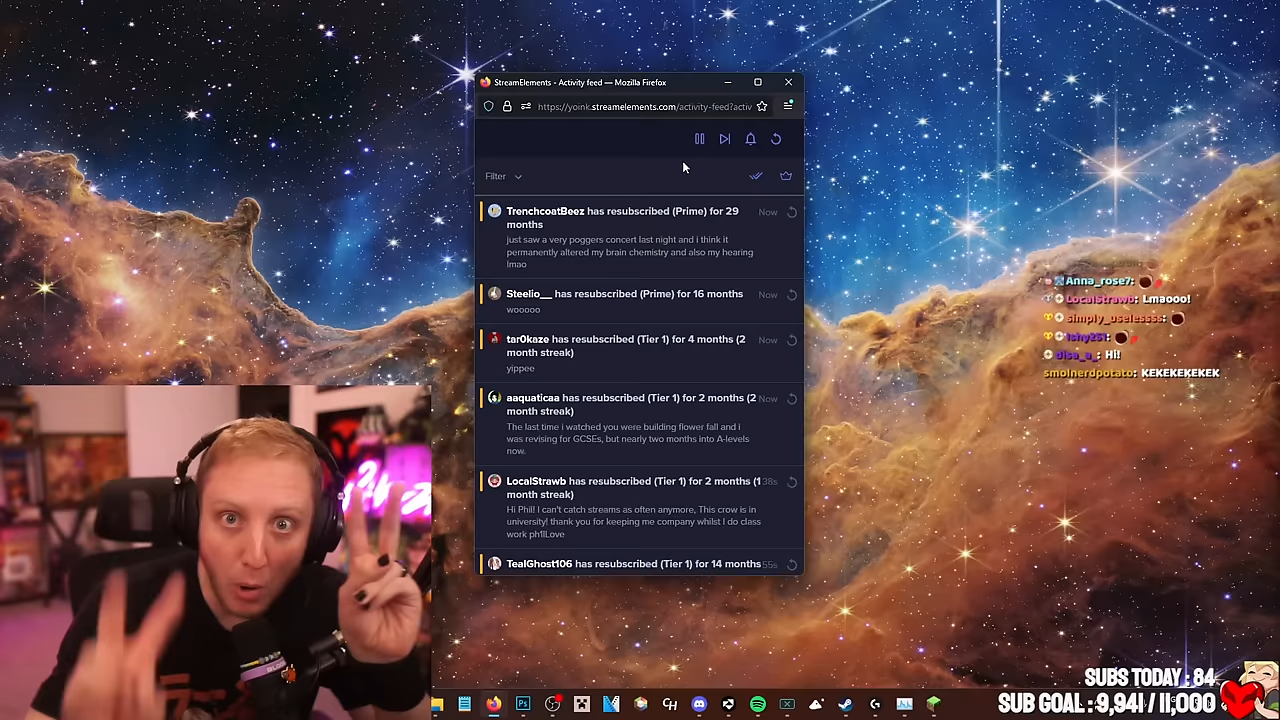 StreamElements - Activity feed — Mozilla Firefox
https://yoink.streamelements.com/activity-feed?activ
Filter
TrenchcoatBeez has resubscribed (Prime) for 29 Now
months
just saw a very poggers concert last night and i think it
permanently altered my brain chemistry and also my hearing
lmao
Steelio__ has resubscribed (Prime) for 16 months Now
wooooo
tar0kaze has resubscribed (Tier 1) for 4 months (2 Now
month streak)
yippee
aaquaticaa has resubscribed (Tier 1) for 2 months (2 Now
month streak)
The last time i watched you were building flower fall and i
was revising for GCSEs, but nearly two months into A-levels
now.
LocalStrawb has resubscribed (Tier 1) for 2 months (1 38s
month streak)
Hi Phil! I can't catch streams as often anymore, This crow is in
university! thank you for keeping me company whilst I do class
work ph1lLove
TealGhost106 has resubscribed (Tier 1) for 14 months 55s
Anna_rose7:
LocalStrawb: Lmaooo!
simply_uselesssss:
Ishy251:
disa_a_: Hi!
smolnerdpotato: KEKEKEKEKEK
SUBS TODAY : 84
SUB GOAL : 9,941 / 11,000